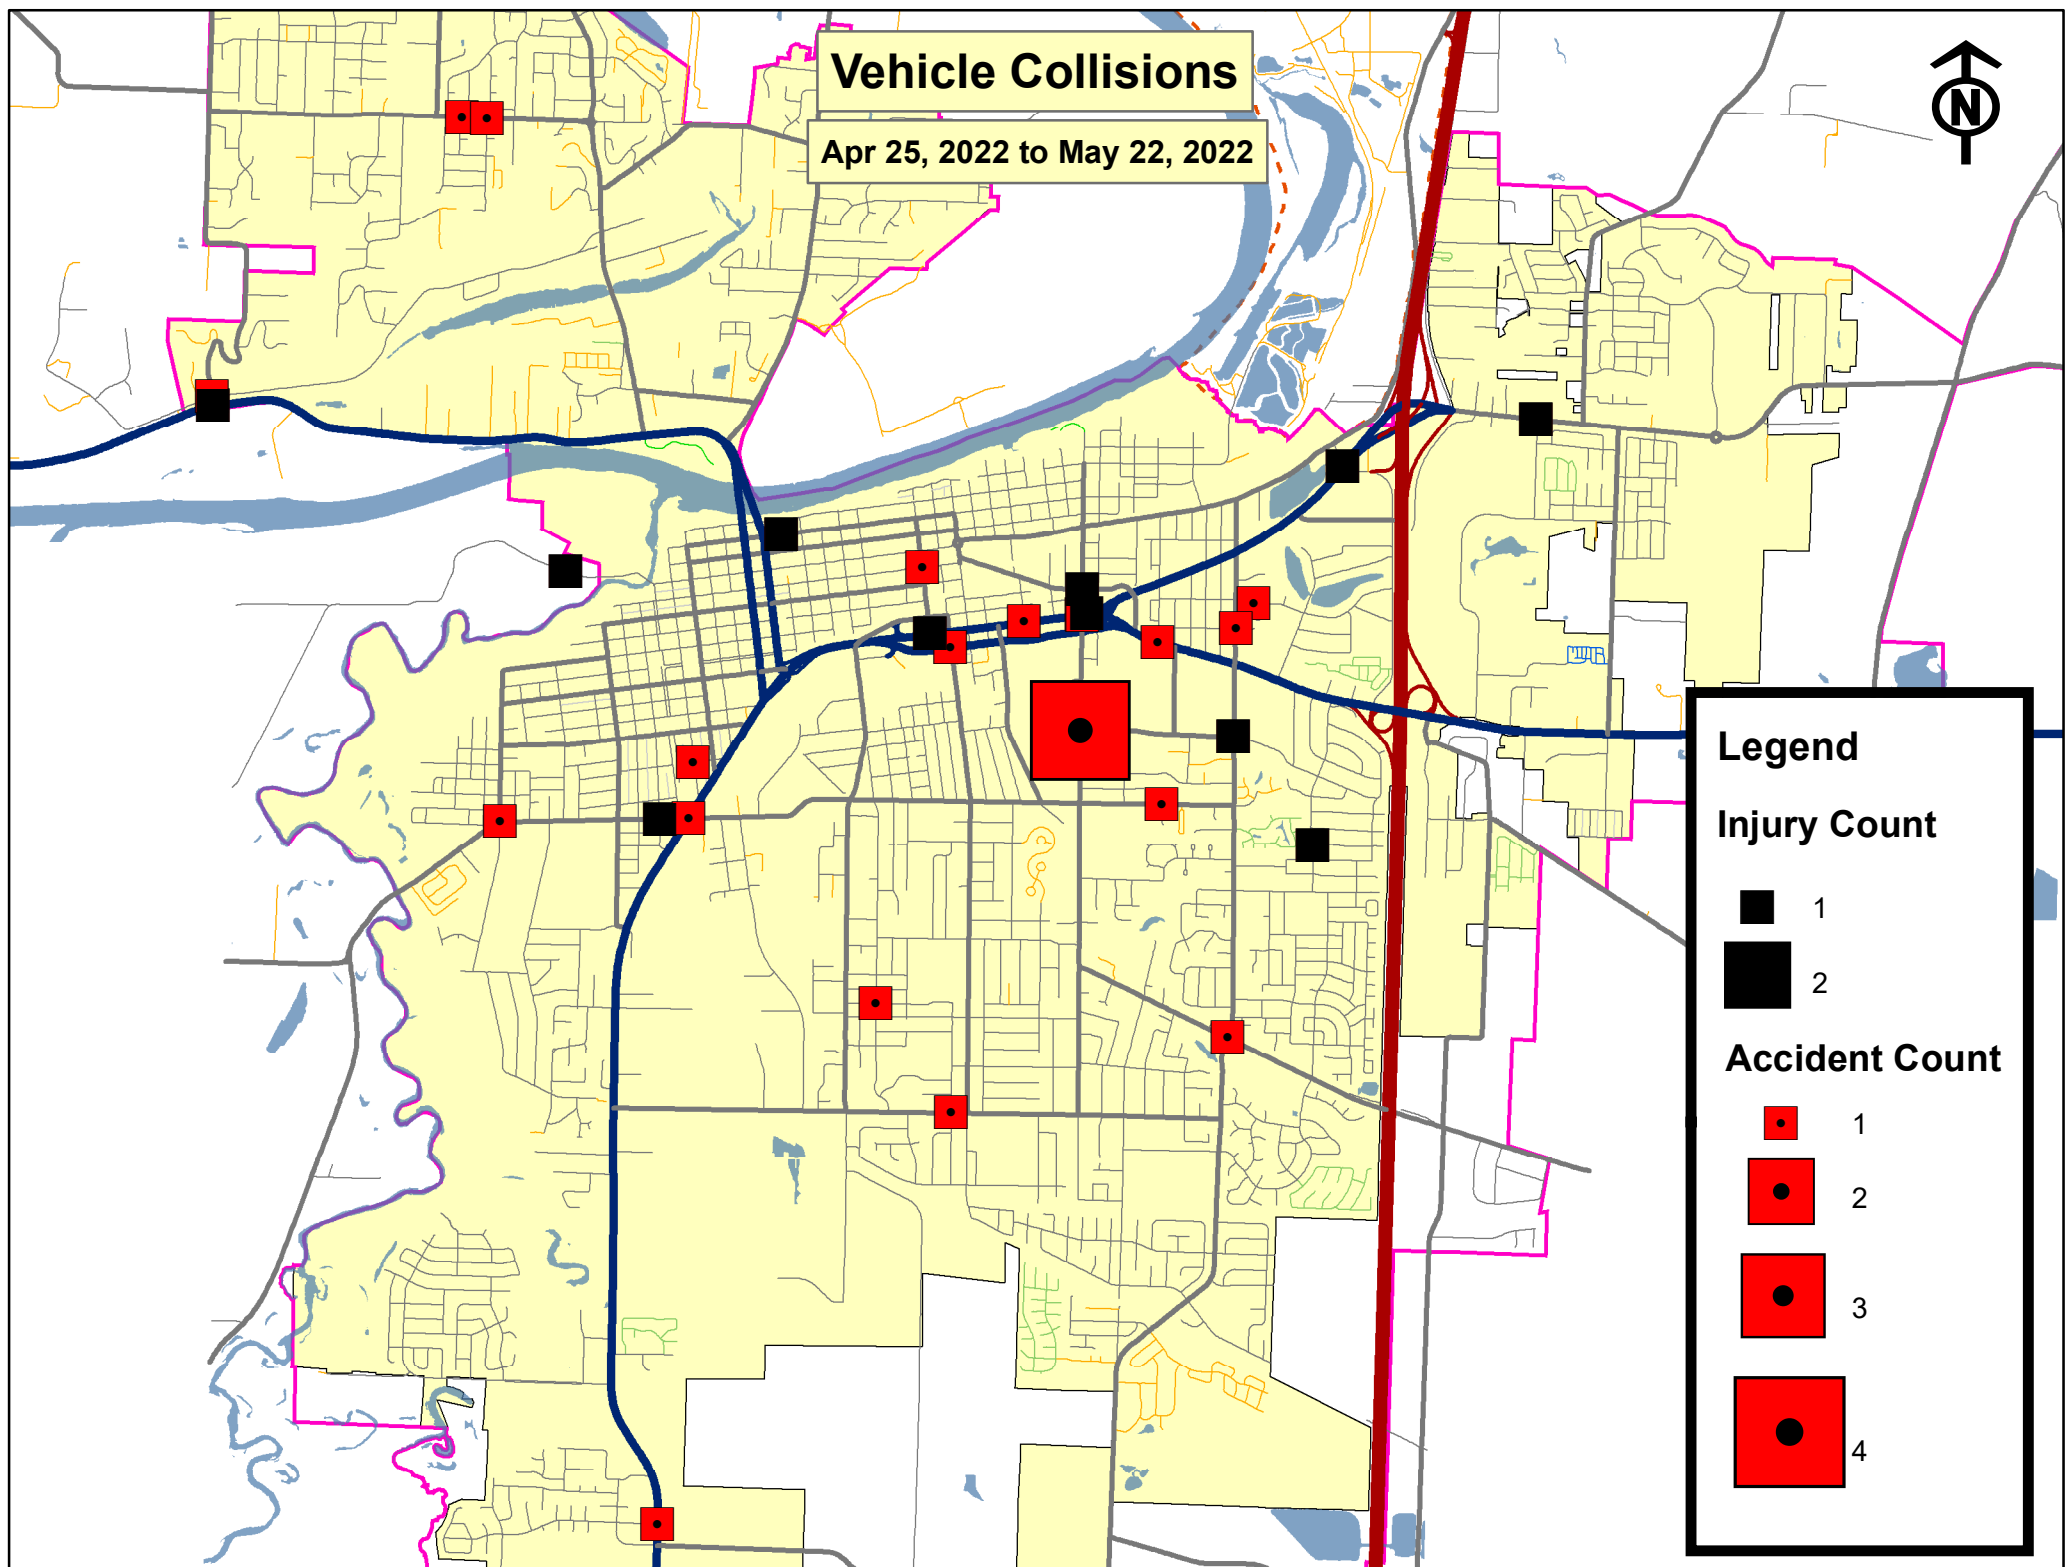 Vehicle Collisions
Apr 25, 2022 to May 22, 2022
N
Legend
Injury Count
1
2
Accident Count
1
2
3
4